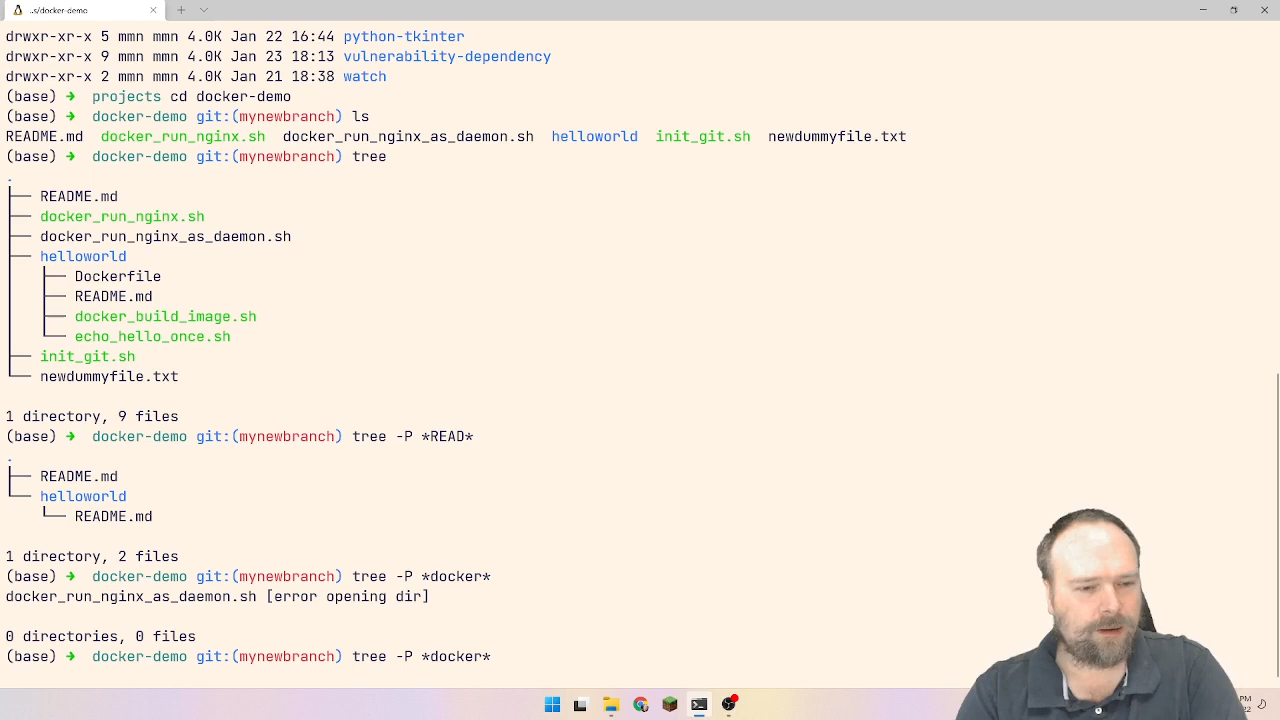 ../docker-demo
drwxr-xr-x 5 mmn mmn 4.0K Jan 22 16:44 python-tkinter
drwxr-xr-x 9 mmn mmn 4.0K Jan 23 18:13 vulnerability-dependency
drwxr-xr-x 2 mmn mmn 4.0K Jan 21 18:38 watch
(base) ➜  projects cd docker-demo
(base) ➜  docker-demo git:(mynewbranch) ls
README.md  docker_run_nginx.sh  docker_run_nginx_as_daemon.sh  helloworld  init_git.sh  newdummyfile.txt
(base) ➜  docker-demo git:(mynewbranch) tree
.
├── README.md
├── docker_run_nginx.sh
├── docker_run_nginx_as_daemon.sh
├── helloworld
│   ├── Dockerfile
│   ├── README.md
│   ├── docker_build_image.sh
│   └── echo_hello_once.sh
├── init_git.sh
└── newdummyfile.txt
1 directory, 9 files
(base) ➜  docker-demo git:(mynewbranch) tree -P *READ*
.
├── README.md
└── helloworld
    └── README.md
1 directory, 2 files
(base) ➜  docker-demo git:(mynewbranch) tree -P *docker*
docker_run_nginx_as_daemon.sh [error opening dir]
0 directories, 0 files
(base) ➜  docker-demo git:(mynewbranch) tree -P *docker*
PM